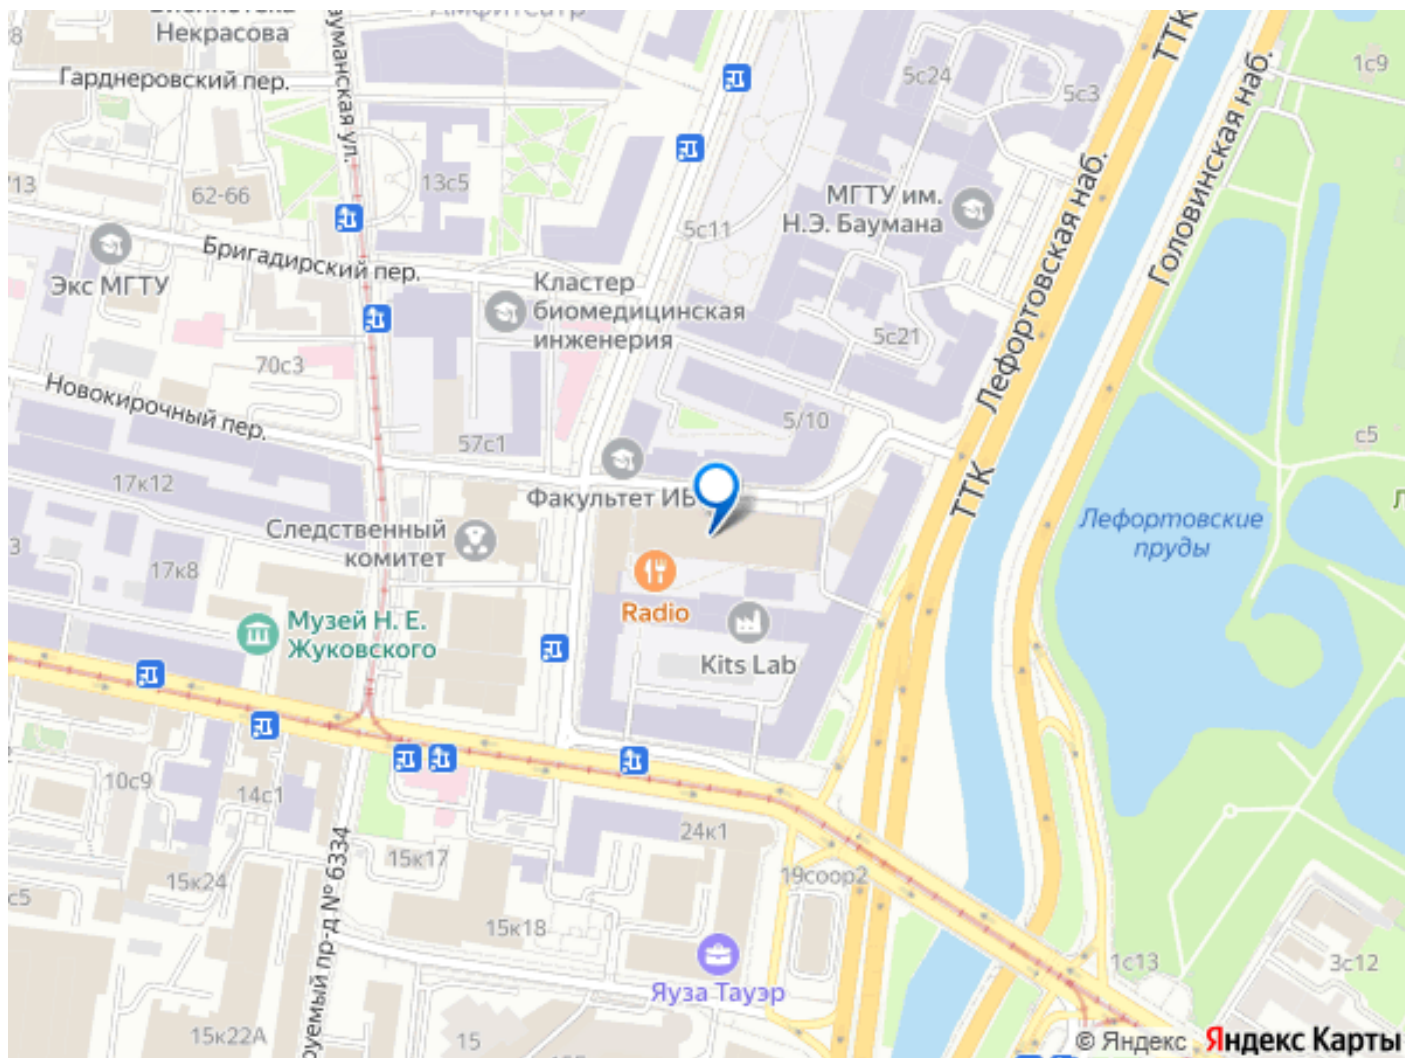 Некрасова
Гарднеровский пер.
5с24
5с3
ТТК
1с9
62-66
13с5
МГТУ им.
Н.Э. Баумана
5с11
Лефортовская наб.
Головинская наб.
Экс МГТУ
Бригадирский пер.
Кластер
биомедицинская
инженерия
70с3
5с21
Новокирочный пер.
57с1
5/10
с5
17к12
Факультет ИБ
ТТК
Следственный
комитет
Лефортовские
пруды
17к8
Radio
Музей Н. Е.
Жуковского
Kits Lab
10с9
14с1
24к1
15к17
15к24
19соор2
15к18
1с13
3с12
Яуза Тауэр
15к22А
15
© Яндекс Яндекс Карты